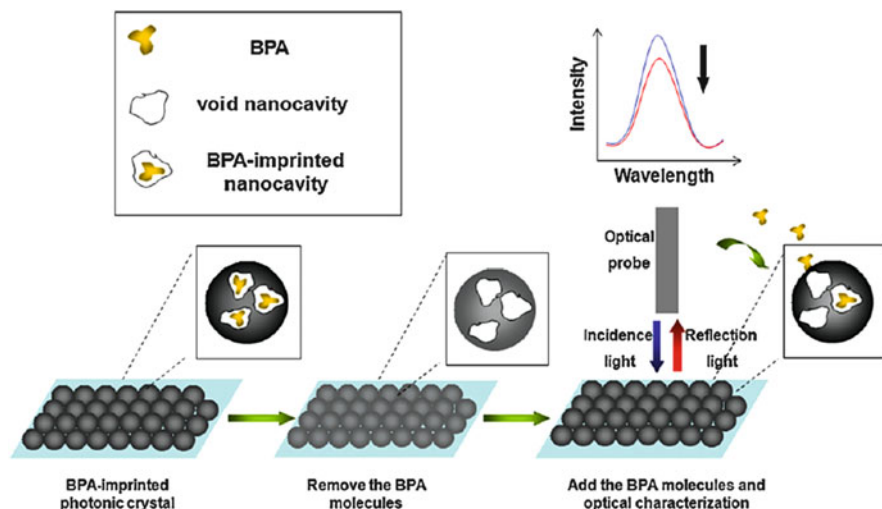 BPA
void nanocavity
BPA-imprinted
nanocavity
Intensity
Wavelength
Optical
probe
Incidence
light
Reflection
light
BPA-imprinted
photonic crystal
Remove the BPA
molecules
Add the BPA molecules and
optical characterization